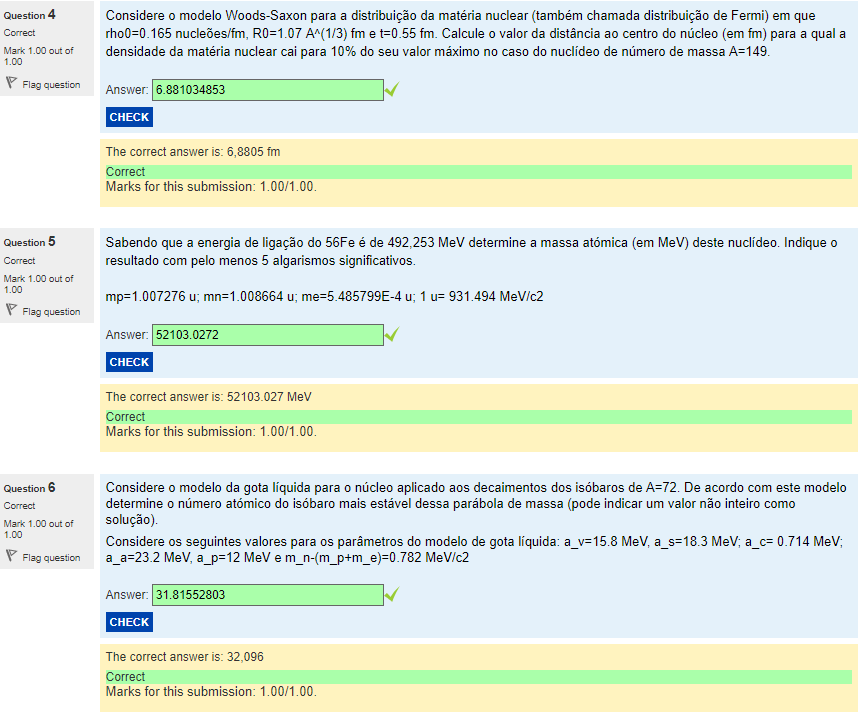 Question 4
Correct
Mark 1.00 out of
1.00
Flag question
Considere o modelo Woods-Saxon para a distribuição da matéria nuclear (também chamada distribuição de Fermi) em que
rho0=0.165 nucleões/fm, R0=1.07 A^(1/3) fm e t=0.55 fm. Calcule o valor da distância ao centro do núcleo (em fm) para a qual a
densidade da matéria nuclear cai para 10% do seu valor máximo no caso do nuclídeo de número de massa A=149.
Answer: 6.881034853
CHECK
The correct answer is: 6,8805 fm
Correct
Marks for this submission: 1.00/1.00.
Question 5
Correct
Mark 1.00 out of
1.00
Flag question
Sabendo que a energia de ligação do 56Fe é de 492,253 MeV determine a massa atómica (em MeV) deste nuclídeo. Indique o
resultado com pelo menos 5 algarismos significativos.
mp=1.007276 u; mn=1.008664 u; me=5.485799E-4 u; 1 u= 931.494 MeV/c2
Answer: 52103.0272
CHECK
The correct answer is: 52103.027 MeV
Correct
Marks for this submission: 1.00/1.00.
Question 6
Correct
Mark 1.00 out of
1.00
Flag question
Considere o modelo da gota líquida para o núcleo aplicado aos decaimentos dos isóbaros de A=72. De acordo com este modelo
determine o número atómico do isóbaro mais estável dessa parábola de massa (pode indicar um valor não inteiro como
solução).
Considere os seguintes valores para os parâmetros do modelo de gota líquida: a_v=15.8 MeV, a_s=18.3 MeV; a_c= 0.714 MeV;
a_a=23.2 MeV, a_p=12 MeV e m_n-(m_p+m_e)=0.782 MeV/c2
Answer: 31.81552803
CHECK
The correct answer is: 32,096
Correct
Marks for this submission: 1.00/1.00.